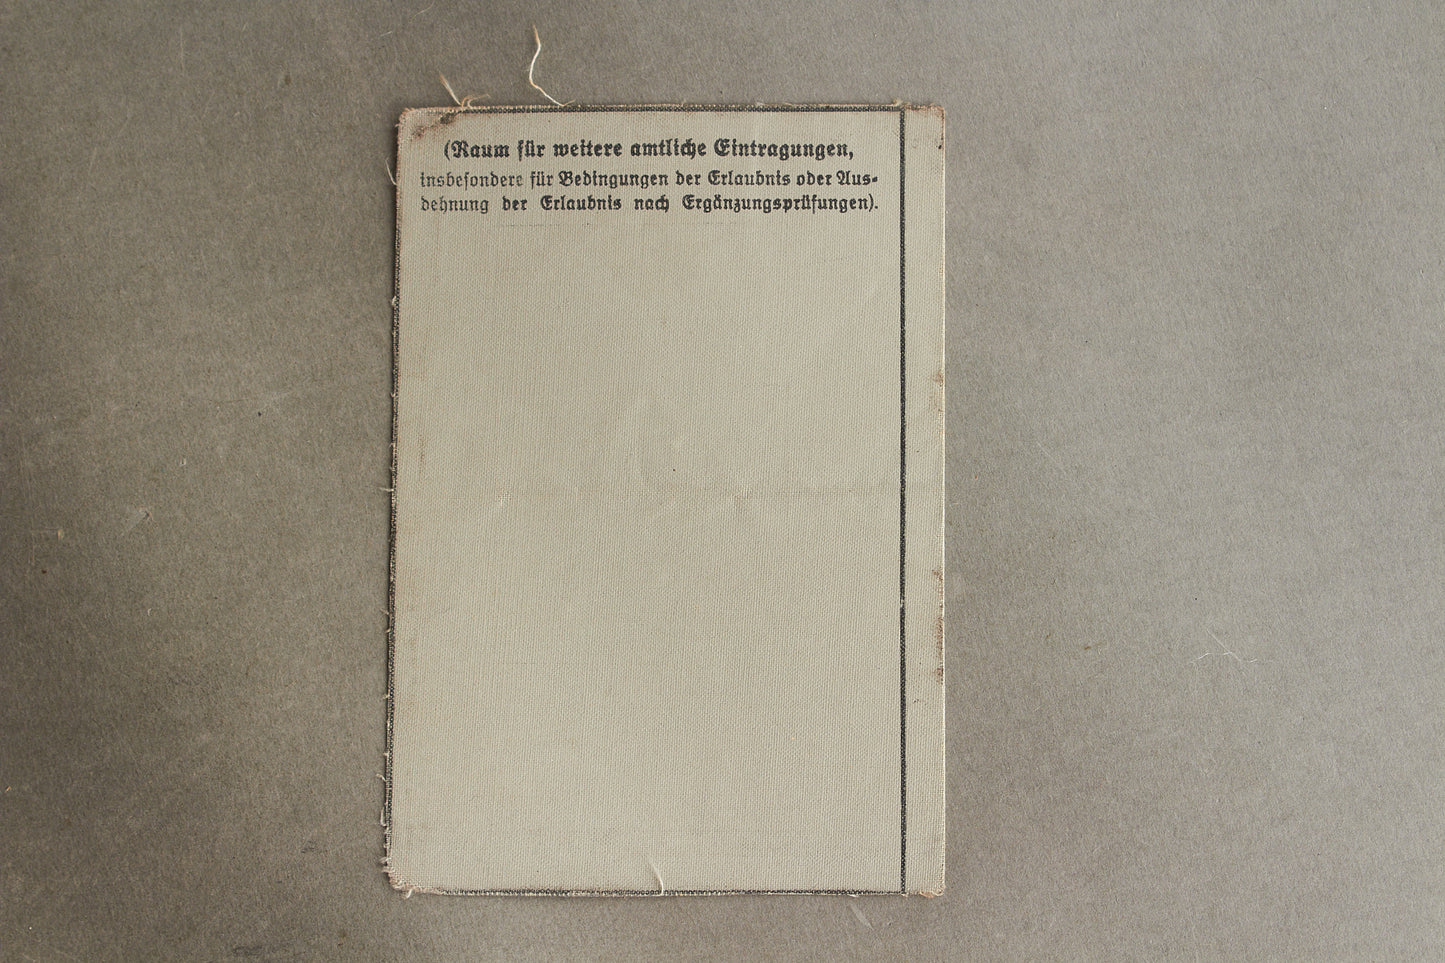 (Raum für weitere amtliche Eintragungen,
insbesondere für Bedingungen der Erlaubnis oder Aus-
dehnung der Erlaubnis nach Ergänzungsprüfungen).